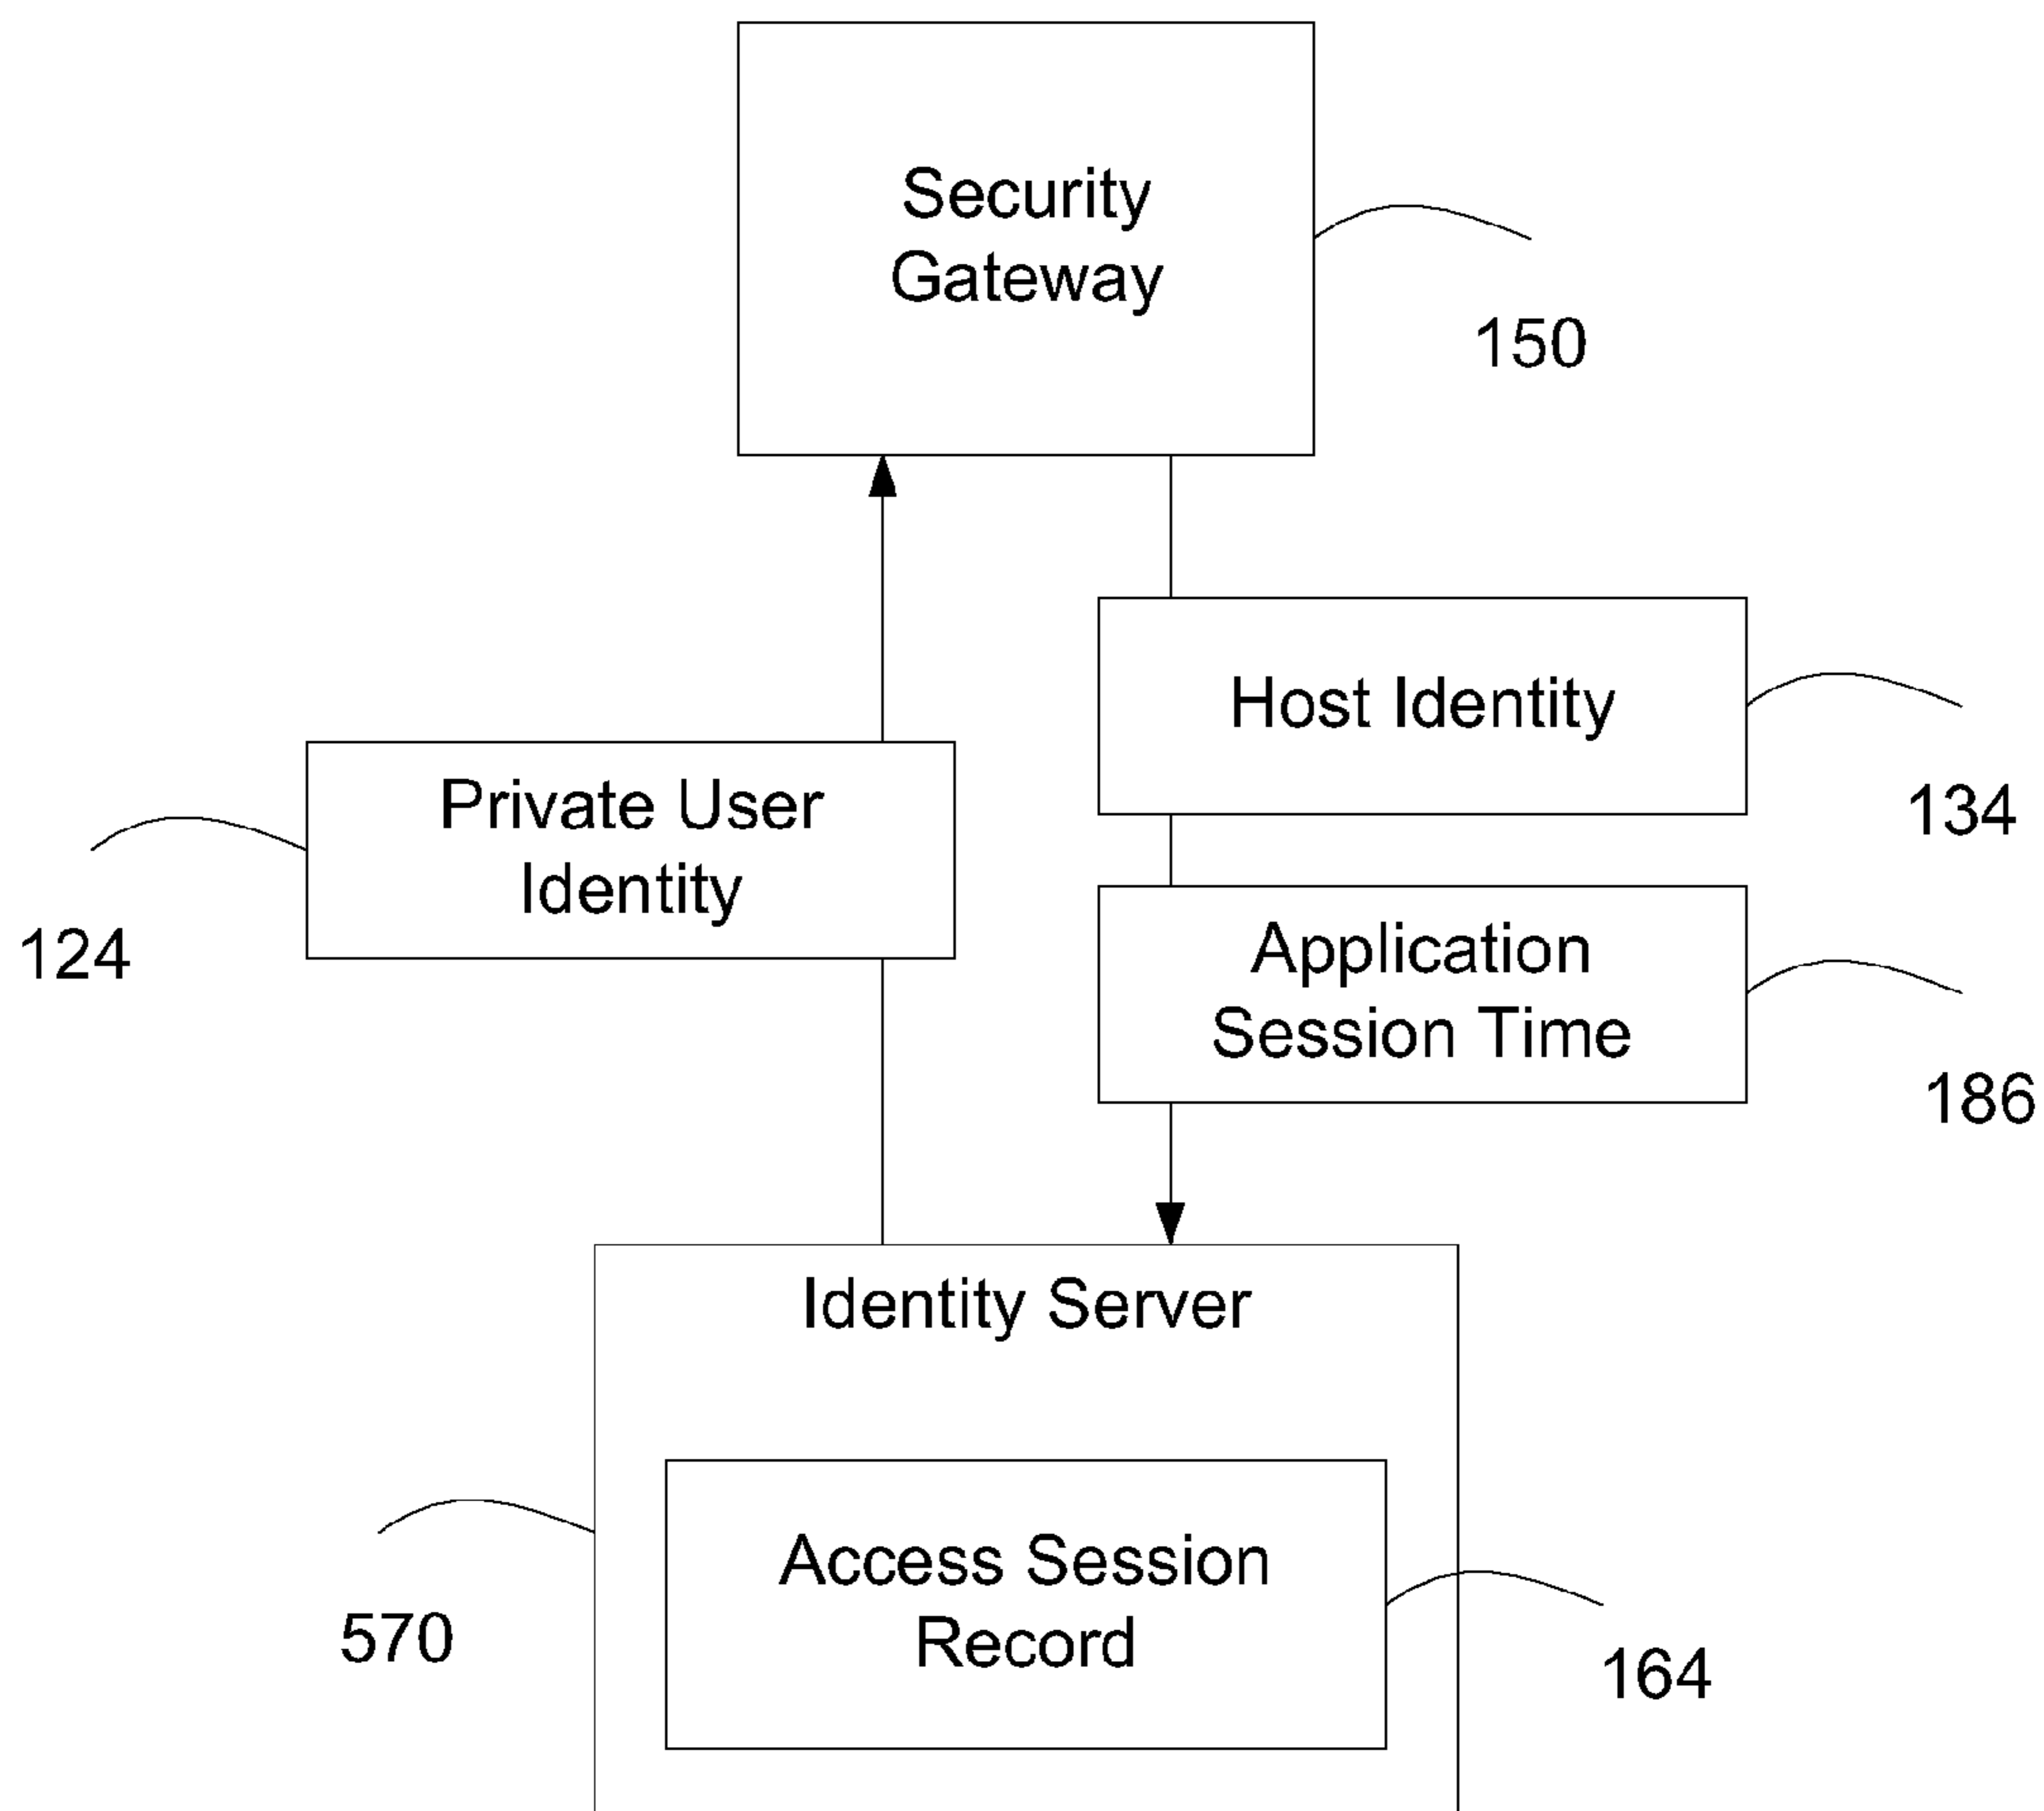 Security
Gateway
150
Host Identity
134
Private User
Identity
124
Application
Session Time
186
Identity Server
Access Session
Record
570
164